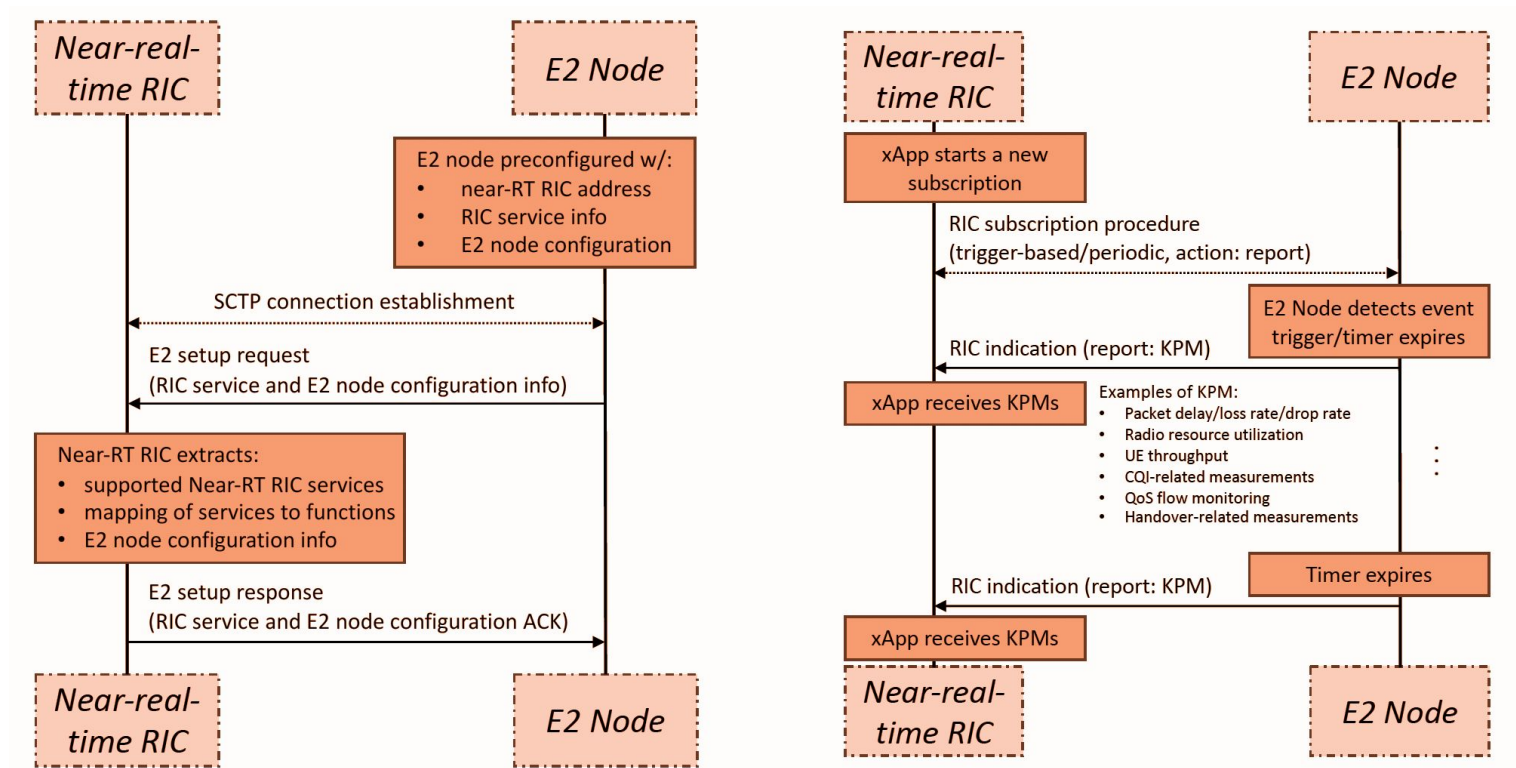 Near-real-
time RIC
E2 Node
E2 node preconfigured w/:
• near-RT RIC address
• RIC service info
• E2 node configuration
SCTP connection establishment
E2 setup request
(RIC service and E2 node configuration info)
Near-RT RIC extracts:
• supported Near-RT RIC services
• mapping of services to functions
• E2 node configuration info
E2 setup response
(RIC service and E2 node configuration ACK)
Near-real-
time RIC
E2 Node
Near-real-
time RIC
E2 Node
xApp starts a new
subscription
RIC subscription procedure
(trigger-based/periodic, action: report)
E2 Node detects event
trigger/timer expires
RIC indication (report: KPM)
xApp receives KPMs
Examples of KPM:
• Packet delay/loss rate/drop rate
• Radio resource utilization
• UE throughput
• CQI-related measurements
• QoS flow monitoring
• Handover-related measurements
Timer expires
RIC indication (report: KPM)
xApp receives KPMs
Near-real-
time RIC
E2 Node